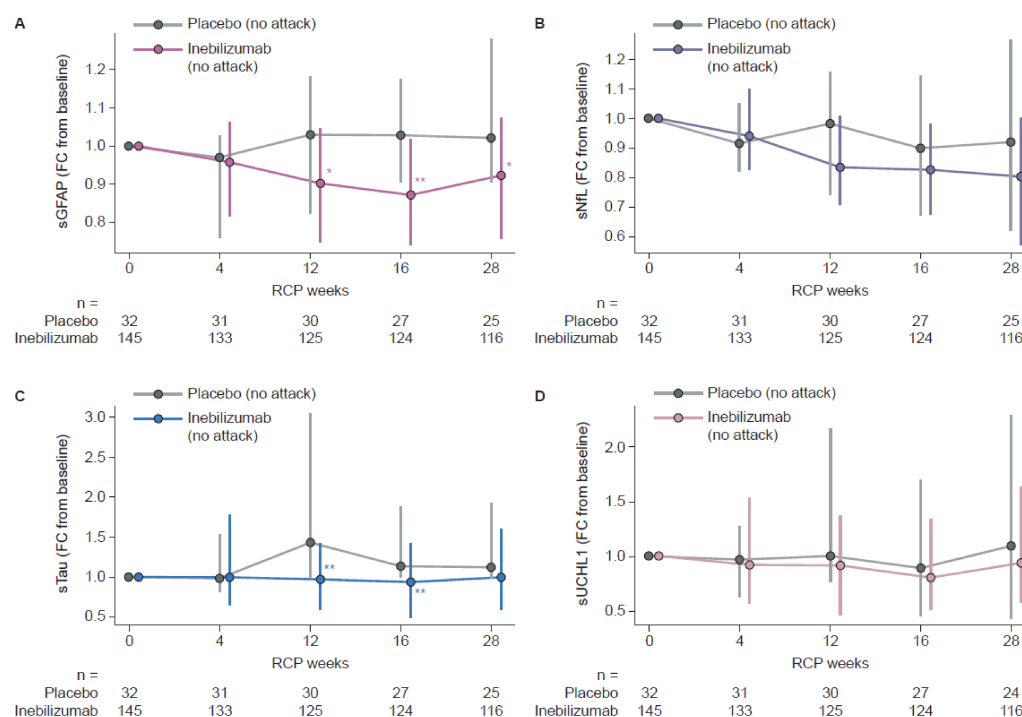 A
Placebo (no attack)
Inebilizumab
(no attack)
sGFAP (FC from baseline)
1.2
1.1
1.0
0.9
0.8
*
**
*
0 4 12 16 28
RCP weeks
n =
Placebo 32 31 30 27 25
Inebilizumab 145 133 125 124 116
B
Placebo (no attack)
Inebilizumab
(no attack)
sNfL (FC from baseline)
1.2
1.1
1.0
0.9
0.8
0.7
0.6
0 4 12 16 28
RCP weeks
n =
Placebo 32 31 30 27 25
Inebilizumab 145 133 125 124 116
C
Placebo (no attack)
Inebilizumab
(no attack)
sTau (FC from baseline)
3.0
2.5
2.0
1.5
1.0
0.5
**
**
0 4 12 16 28
RCP weeks
n =
Placebo 32 31 30 27 25
Inebilizumab 145 133 125 124 116
D
Placebo (no attack)
Inebilizumab
(no attack)
sUCHL1 (FC from baseline)
2.0
1.5
1.0
0.5
0 4 12 16 28
RCP weeks
n =
Placebo 32 31 30 27 24
Inebilizumab 145 133 125 124 116